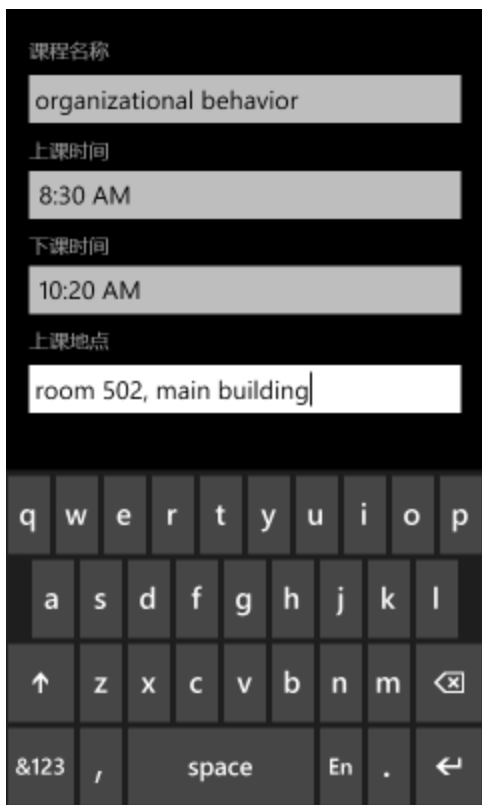 课程名称
organizational behavior
上课时间
8:30 AM
下课时间
10:20 AM
上课地点
room 502, main building
q w e r t y u i o p
a s d f g h j k l
z x c v b n m
&123 , space En .